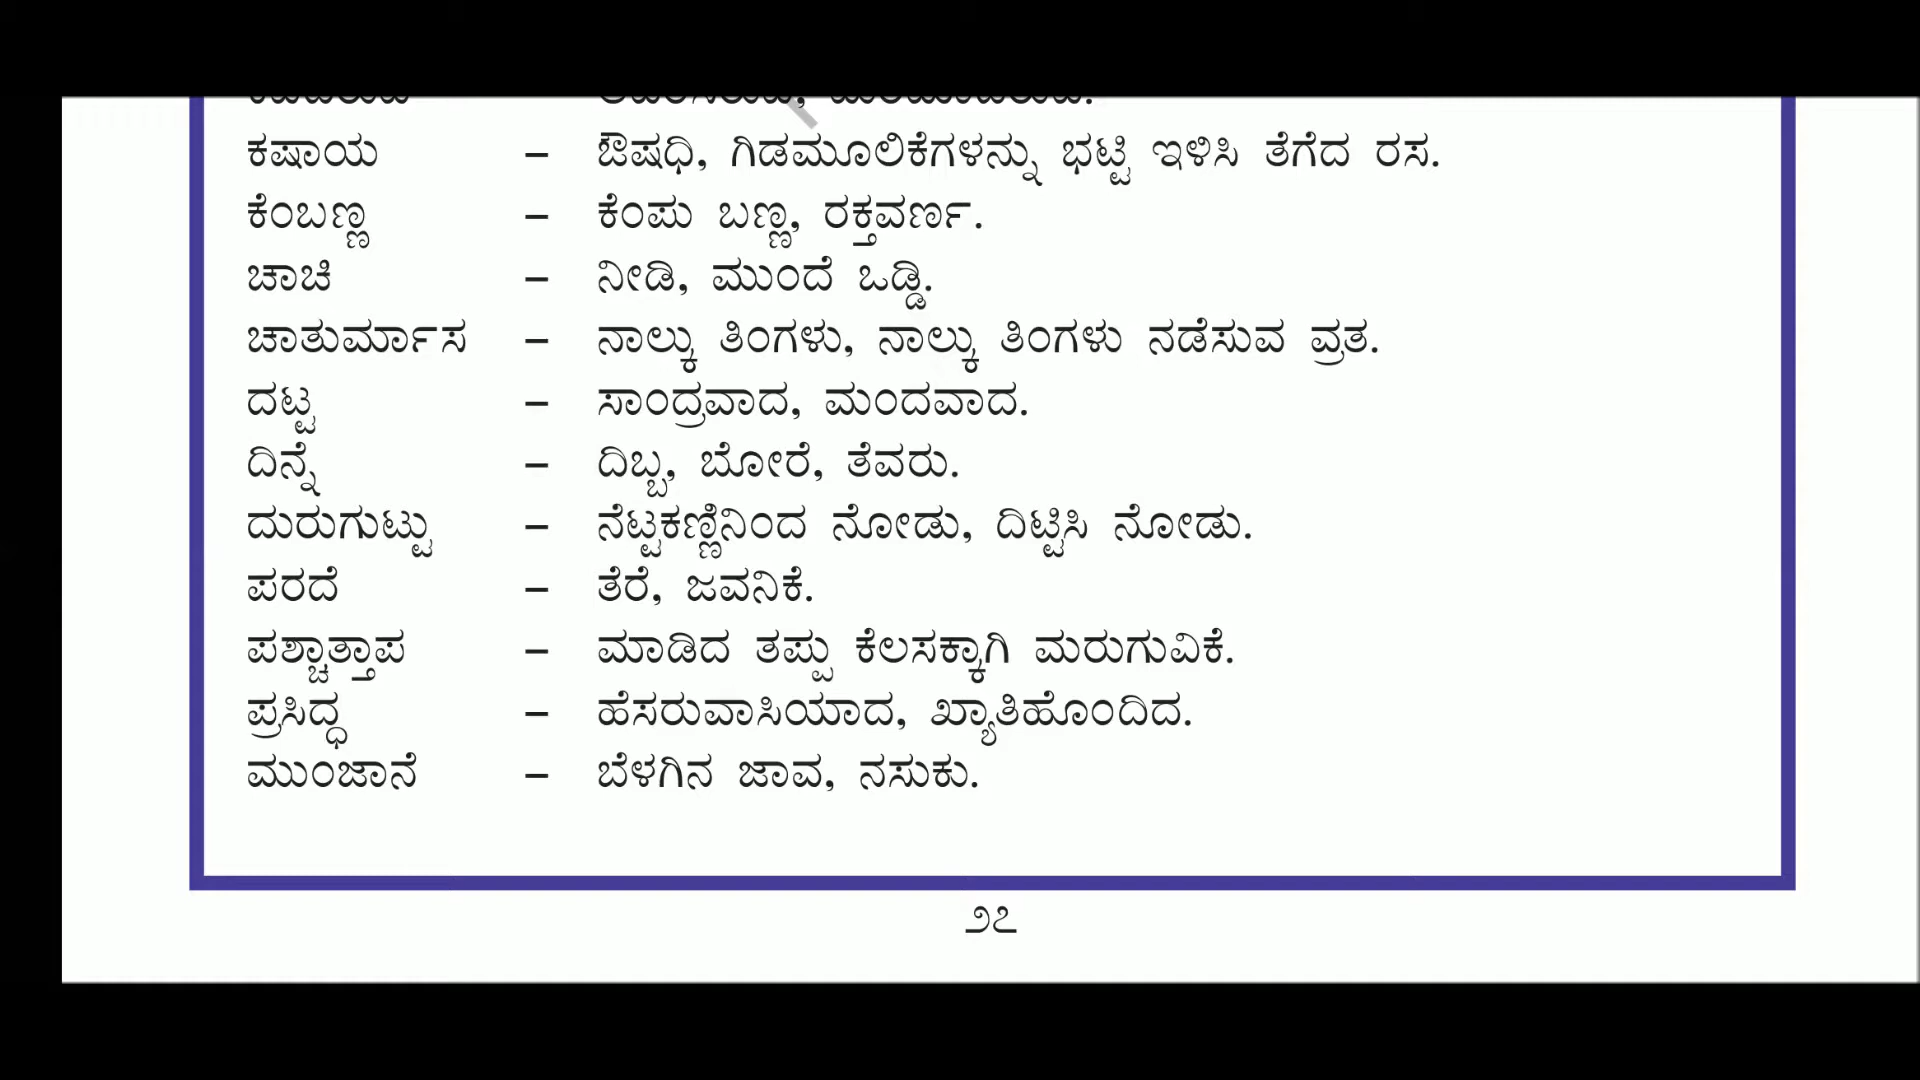 ಕಷಾಯ – ಔಷಧಿ, ಗಿಡಮೂಲಿಕೆಗಳನ್ನು ಭಟ್ಟಿ ಇಳಿಸಿ ತೆಗೆದ ರಸ.
ಕೆಂಬಣ್ಣ – ಕೆಂಪು ಬಣ್ಣ, ರಕ್ತವರ್ಣ.
ಚಾಚಿ – ನೀಡಿ, ಮುಂದೆ ಒಡ್ಡಿ.
ಚಾತುರ್ಮಾಸ – ನಾಲ್ಕು ತಿಂಗಳು, ನಾಲ್ಕು ತಿಂಗಳು ನಡೆಸುವ ವ್ರತ.
ದಟ್ಟ – ಸಾಂದ್ರವಾದ, ಮಂದವಾದ.
ದಿನ್ನೆ – ದಿಬ್ಬ, ಬೋರೆ, ತೆವರು.
ದುರುಗುಟ್ಟು – ನೆಟ್ಟಕಣ್ಣಿನಿಂದ ನೋಡು, ದಿಟ್ಟಿಸಿ ನೋಡು.
ಪರದೆ – ತೆರೆ, ಜವನಿಕೆ.
ಪಶ್ಚಾತ್ತಾಪ – ಮಾಡಿದ ತಪ್ಪು ಕೆಲಸಕ್ಕಾಗಿ ಮರುಗುವಿಕೆ.
ಪ್ರಸಿದ್ಧ – ಹೆಸರುವಾಸಿಯಾದ, ಖ್ಯಾತಿಹೊಂದಿದ.
ಮುಂಜಾನೆ – ಬೆಳಗಿನ ಜಾವ, ನಸುಕು.
೨೭